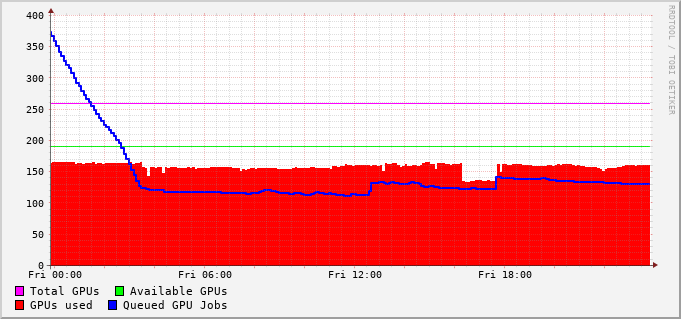 RRDTOOL / TOBI OETIKER
400
350
300
250
200
150
100
50
0
Fri 00:00 Fri 06:00 Fri 12:00 Fri 18:00
Total GPUs Available GPUs
GPUs used Queued GPU Jobs